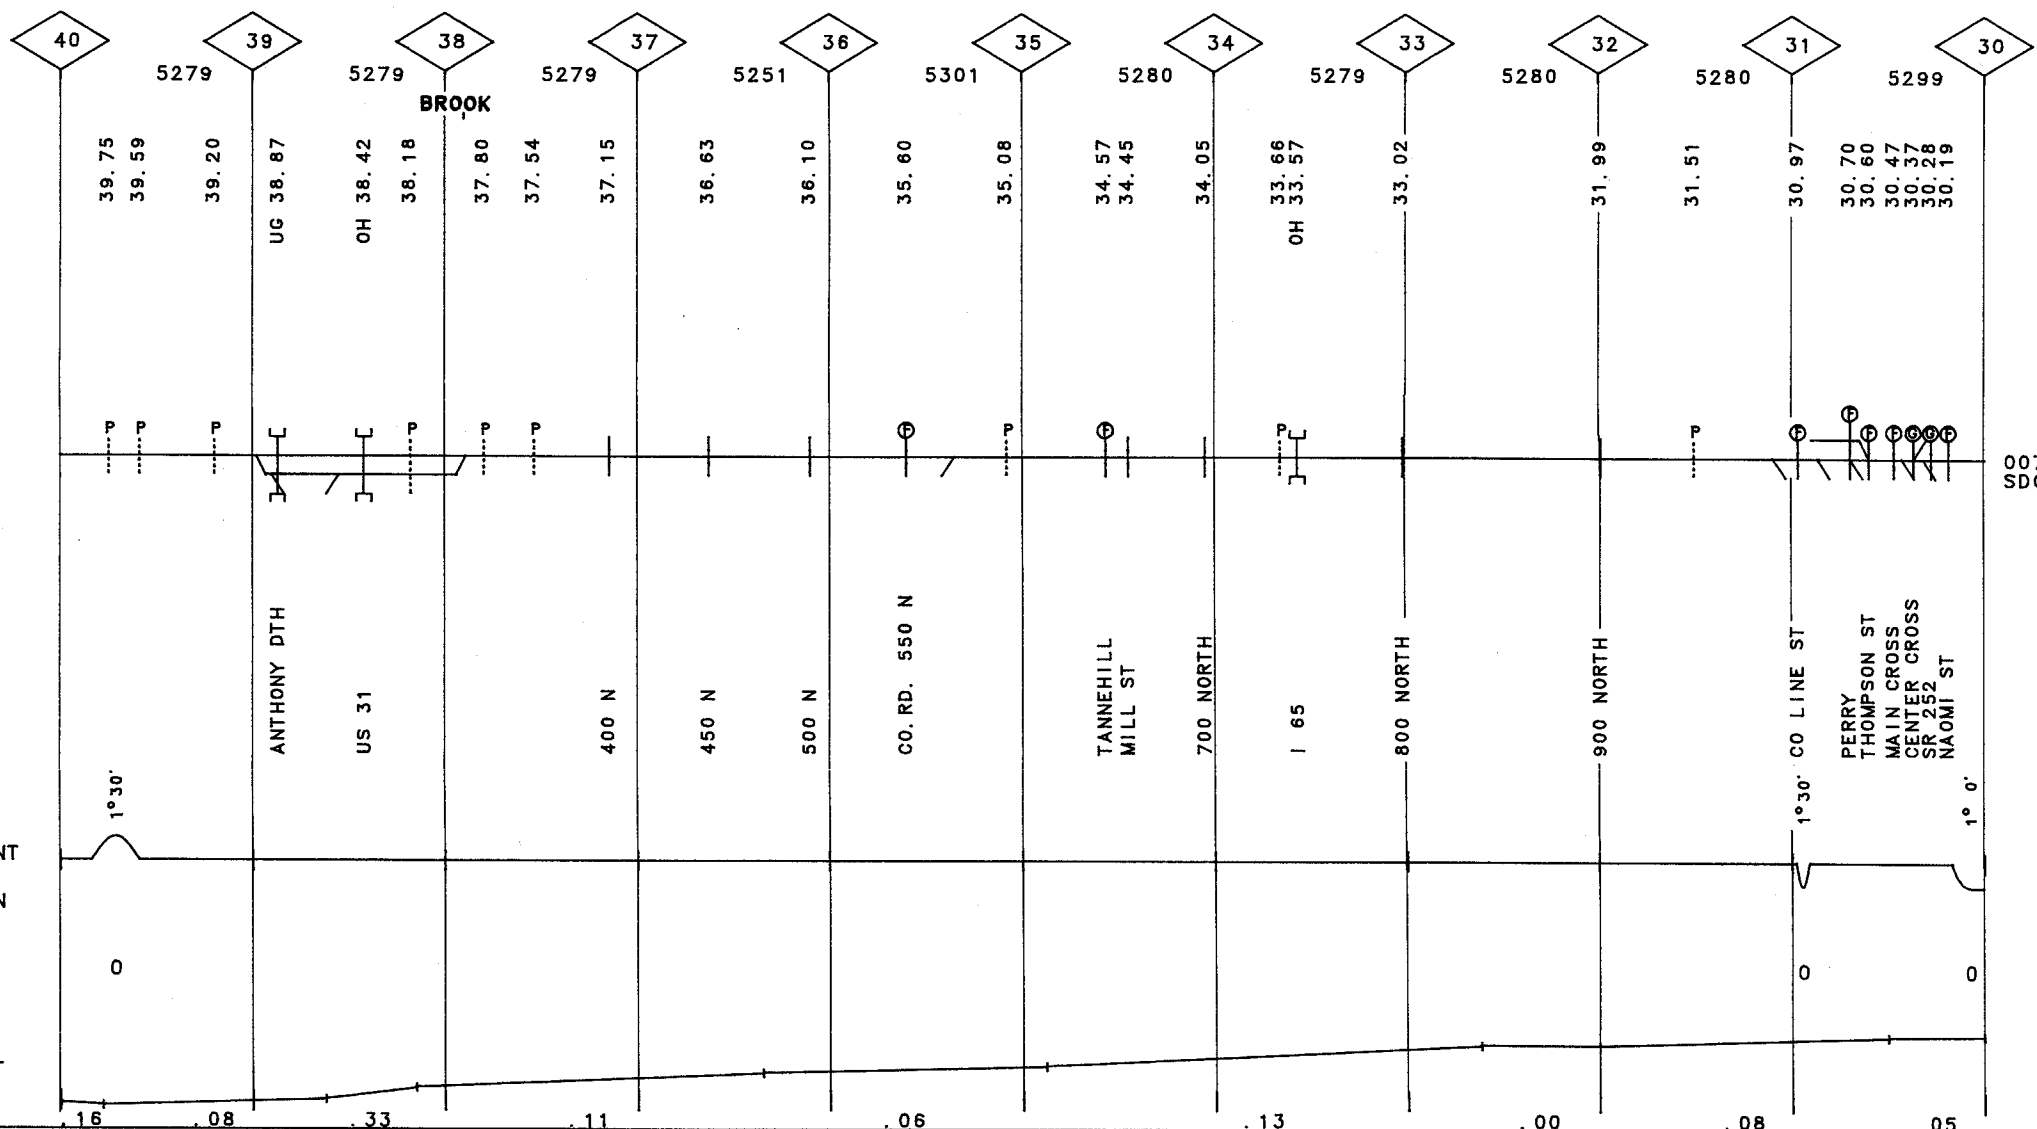 40 39 38 37 36 35 34 33 32 31 30
5279 5279 5279 5251 5301 5280 5279 5280 5280 5299
BROOK
39.75
39.59
39.20
UG 38.87
OH 38.42
38.18
37.80
37.54
37.15
36.63
36.10
35.60
35.08
34.57
34.45
34.05
33.66
OH 33.57
33.02
31.99
31.51
30.97
30.70
30.60
30.47
30.37
30.28
30.19
P P P P P P F P F P P F F F F G G F
007
SD
ANTHONY DTH
US 31
400 N
450 N
500 N
CO.RD. 550 N
TANNEHILL
MILL ST
700 NORTH
I 65
800 NORTH
900 NORTH
CO LINE ST
PERRY
THOMPSON ST
MAIN CROSS
CENTER CROSS
SR 252
NAOMI ST
1°30'
1°30'
1° 0'
NT
N
0 0 0
.16 .08 .33 .11 .06 .13 .00 .08 .05